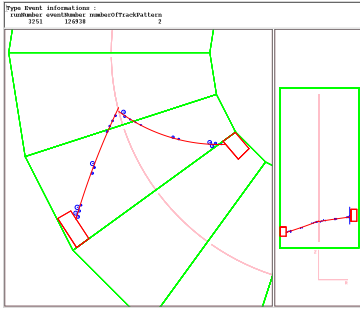 Type Event informations :
runNumber eventNumber numberOfTrackPattern
3251 126938 2